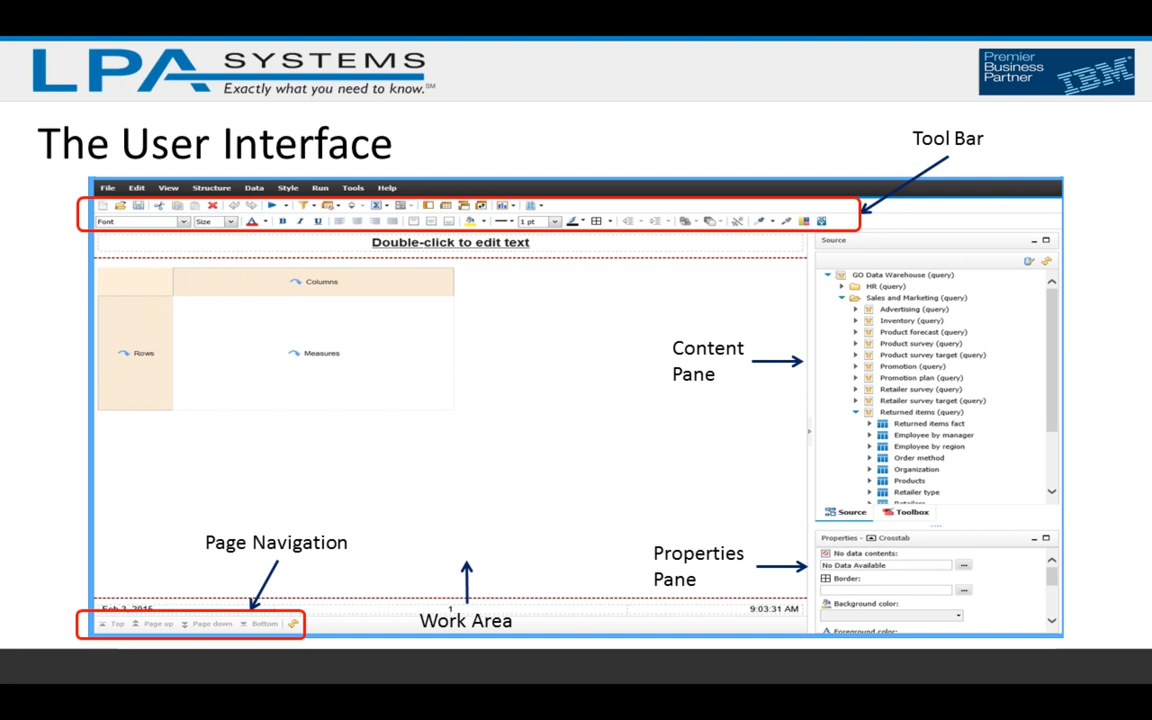 LPA SYSTEMS
Exactly what you need to know.℠
Premier
Business
Partner
IBM
The User Interface
Tool Bar
File Edit View Structure Data Style Run Tools Help
Font Size B I U 1 pt
Double-click to edit text
Source
Columns
Rows
Measures
GO Data Warehouse (query)
HR (query)
Sales and Marketing (query)
Advertising (query)
Inventory (query)
Product forecast (query)
Product survey (query)
Product survey target (query)
Promotion (query)
Promotion plan (query)
Retailer survey (query)
Retailer survey target (query)
Returned items (query)
Returned items fact
Employee by manager
Employee by region
Order method
Organization
Products
Retailer type
Content
Pane
Source Toolbox
Properties - Crosstab
No data contents:
No Data Available
Border:
Background color:
Foreground color:
Page Navigation
Properties
Pane
1
9:03:31 AM
Work Area
Top Page up Page down Bottom